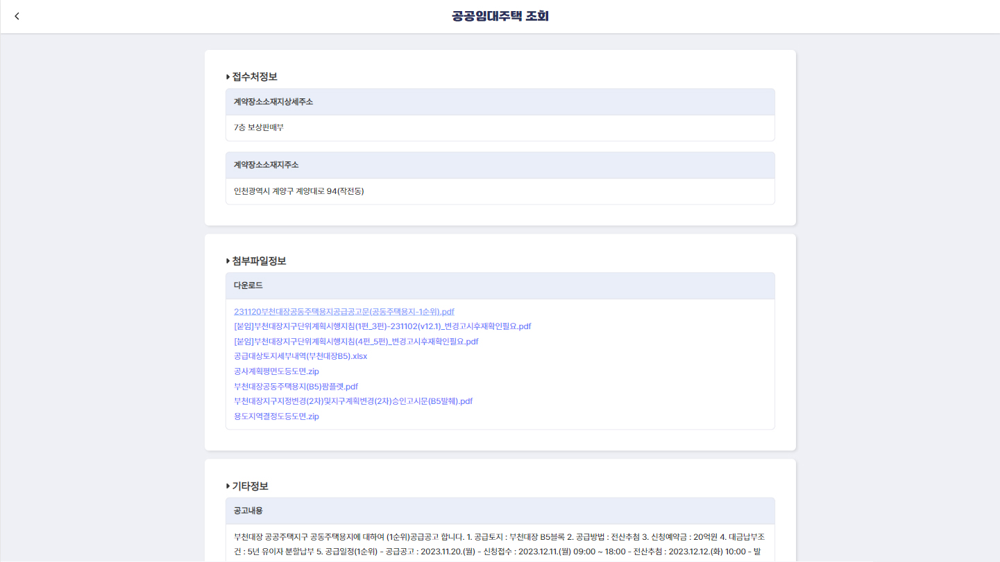 공공임대주택 조회
접수처정보
계약장소소재지상세주소
7층 보상판매부
계약장소소재지주소
인천광역시 계양구 계양대로 94(작전동)
첨부파일정보
다운로드
231120부천대장공동주택용지공급공고문(공동주택용지-1순위).pdf
[붙임]부천대장지구단위계획시행지침(1편_3편)-231102(v12.1)_변경고시후재확인필요.pdf
[붙임]부천대장지구단위계획시행지침(4편_5편)_변경고시후재확인필요.pdf
공급대상토지세부내역(부천대장B5).xlsx
공사계획평면도등도면.zip
부천대장공동주택용지(B5)팜플렛.pdf
부천대장지구지정변경(2차)및지구계획변경(2차)승인고시문(B5발췌).pdf
용도지역결정도등도면.zip
기타정보
공고내용
부천대장 공공주택지구 공동주택용지에 대하여 (1순위)공급공고 합니다. 1. 공급토지 : 부천대장 B5블록 2. 공급방법 : 전산추첨 3. 신청예약금 : 20억원 4. 대금납부조
건 : 5년 유이자 분할납부 5. 공급일정(1순위) - 공급공고 : 2023.11.20.(월) - 신청접수 : 2023.12.11.(월) 09:00 ~ 18:00 - 전산추첨 : 2023.12.12.(화) 10:00 - 발